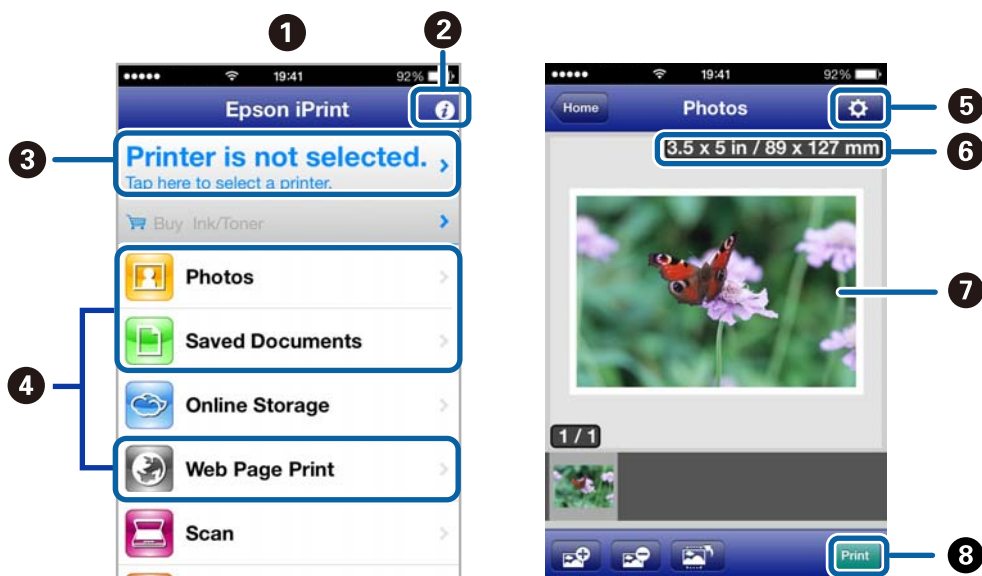 1
2
19:41
92%
Epson iPrint
3
Printer is not selected.
Tap here to select a printer.
Buy Ink/Toner
Photos
Saved Documents
4
Online Storage
Web Page Print
Scan
19:41
92%
Home
Photos
5
3.5 x 5 in / 89 x 127 mm
6
7
1 / 1
Print
8